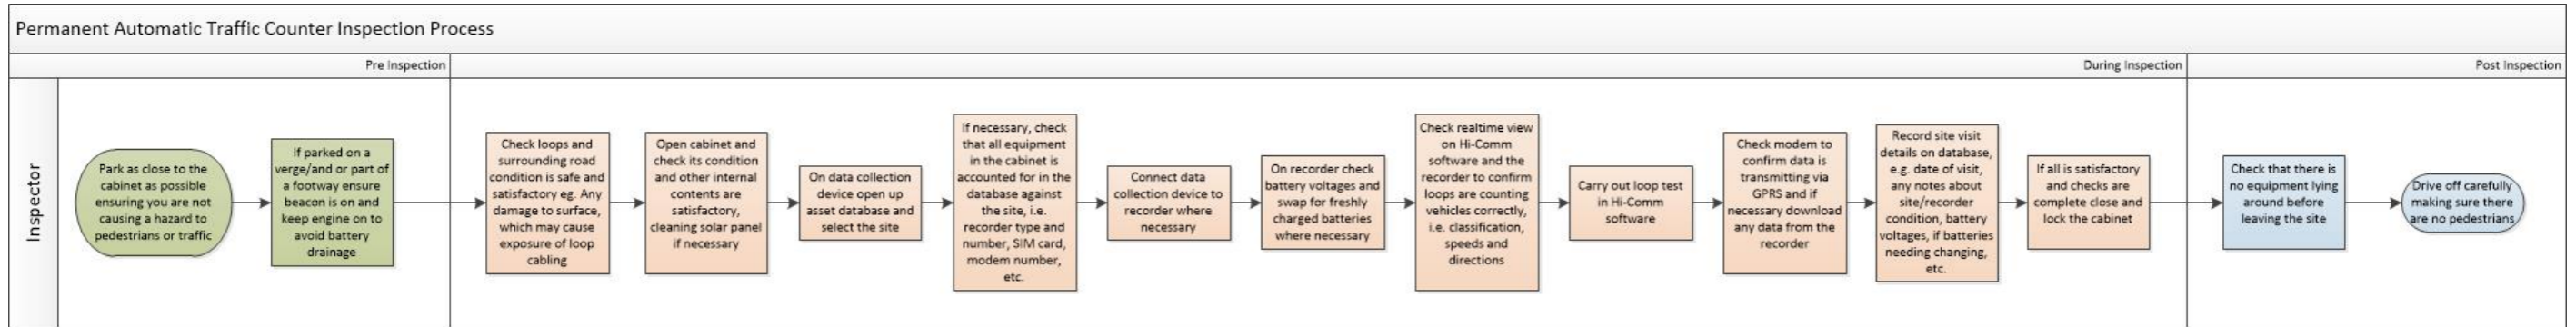 Permanent Automatic Traffic Counter Inspection Process
Pre Inspection
During Inspection
Post Inspection
Inspector
Park as close to the
cabinet as possible
ensuring you are not
causing a hazard to
pedestrians or traffic
If parked on a
verge/and or part of
a footway ensure
beacon is on and
keep engine on to
avoid battery
drainage
Check loops and
surrounding road
condition is safe and
satisfactory eg. Any
damage to surface,
which may cause
exposure of loop
cabling
Open cabinet and
check its condition
and other internal
contents are
satisfactory,
cleaning solar panel
if necessary
On data collection
device open up
asset database and
select the site
If necessary, check
that all equipment
in the cabinet is
accounted for in the
database against
the site, i.e.
recorder type and
number, SIM card,
modem number,
etc.
Connect data
collection device to
recorder where
necessary
On recorder check
battery voltages and
swap for freshly
charged batteries
where necessary
Check realtime view
on Hi-Comm
software and the
recorder to confirm
loops are counting
vehicles correctly,
i.e. classification,
speeds and
directions
Carry out loop test
in Hi-Comm
software
Check modem to
confirm data is
transmitting via
GPRS and if
necessary download
any data from the
recorder
Record site visit
details on database,
e.g. date of visit,
any notes about
site/recorder
condition, battery
voltages, if batteries
needing changing,
etc.
If all is satisfactory
and checks are
complete close and
lock the cabinet
Check that there is
no equipment lying
around before
leaving the site
Drive off carefully
making sure there
are no pedestrians